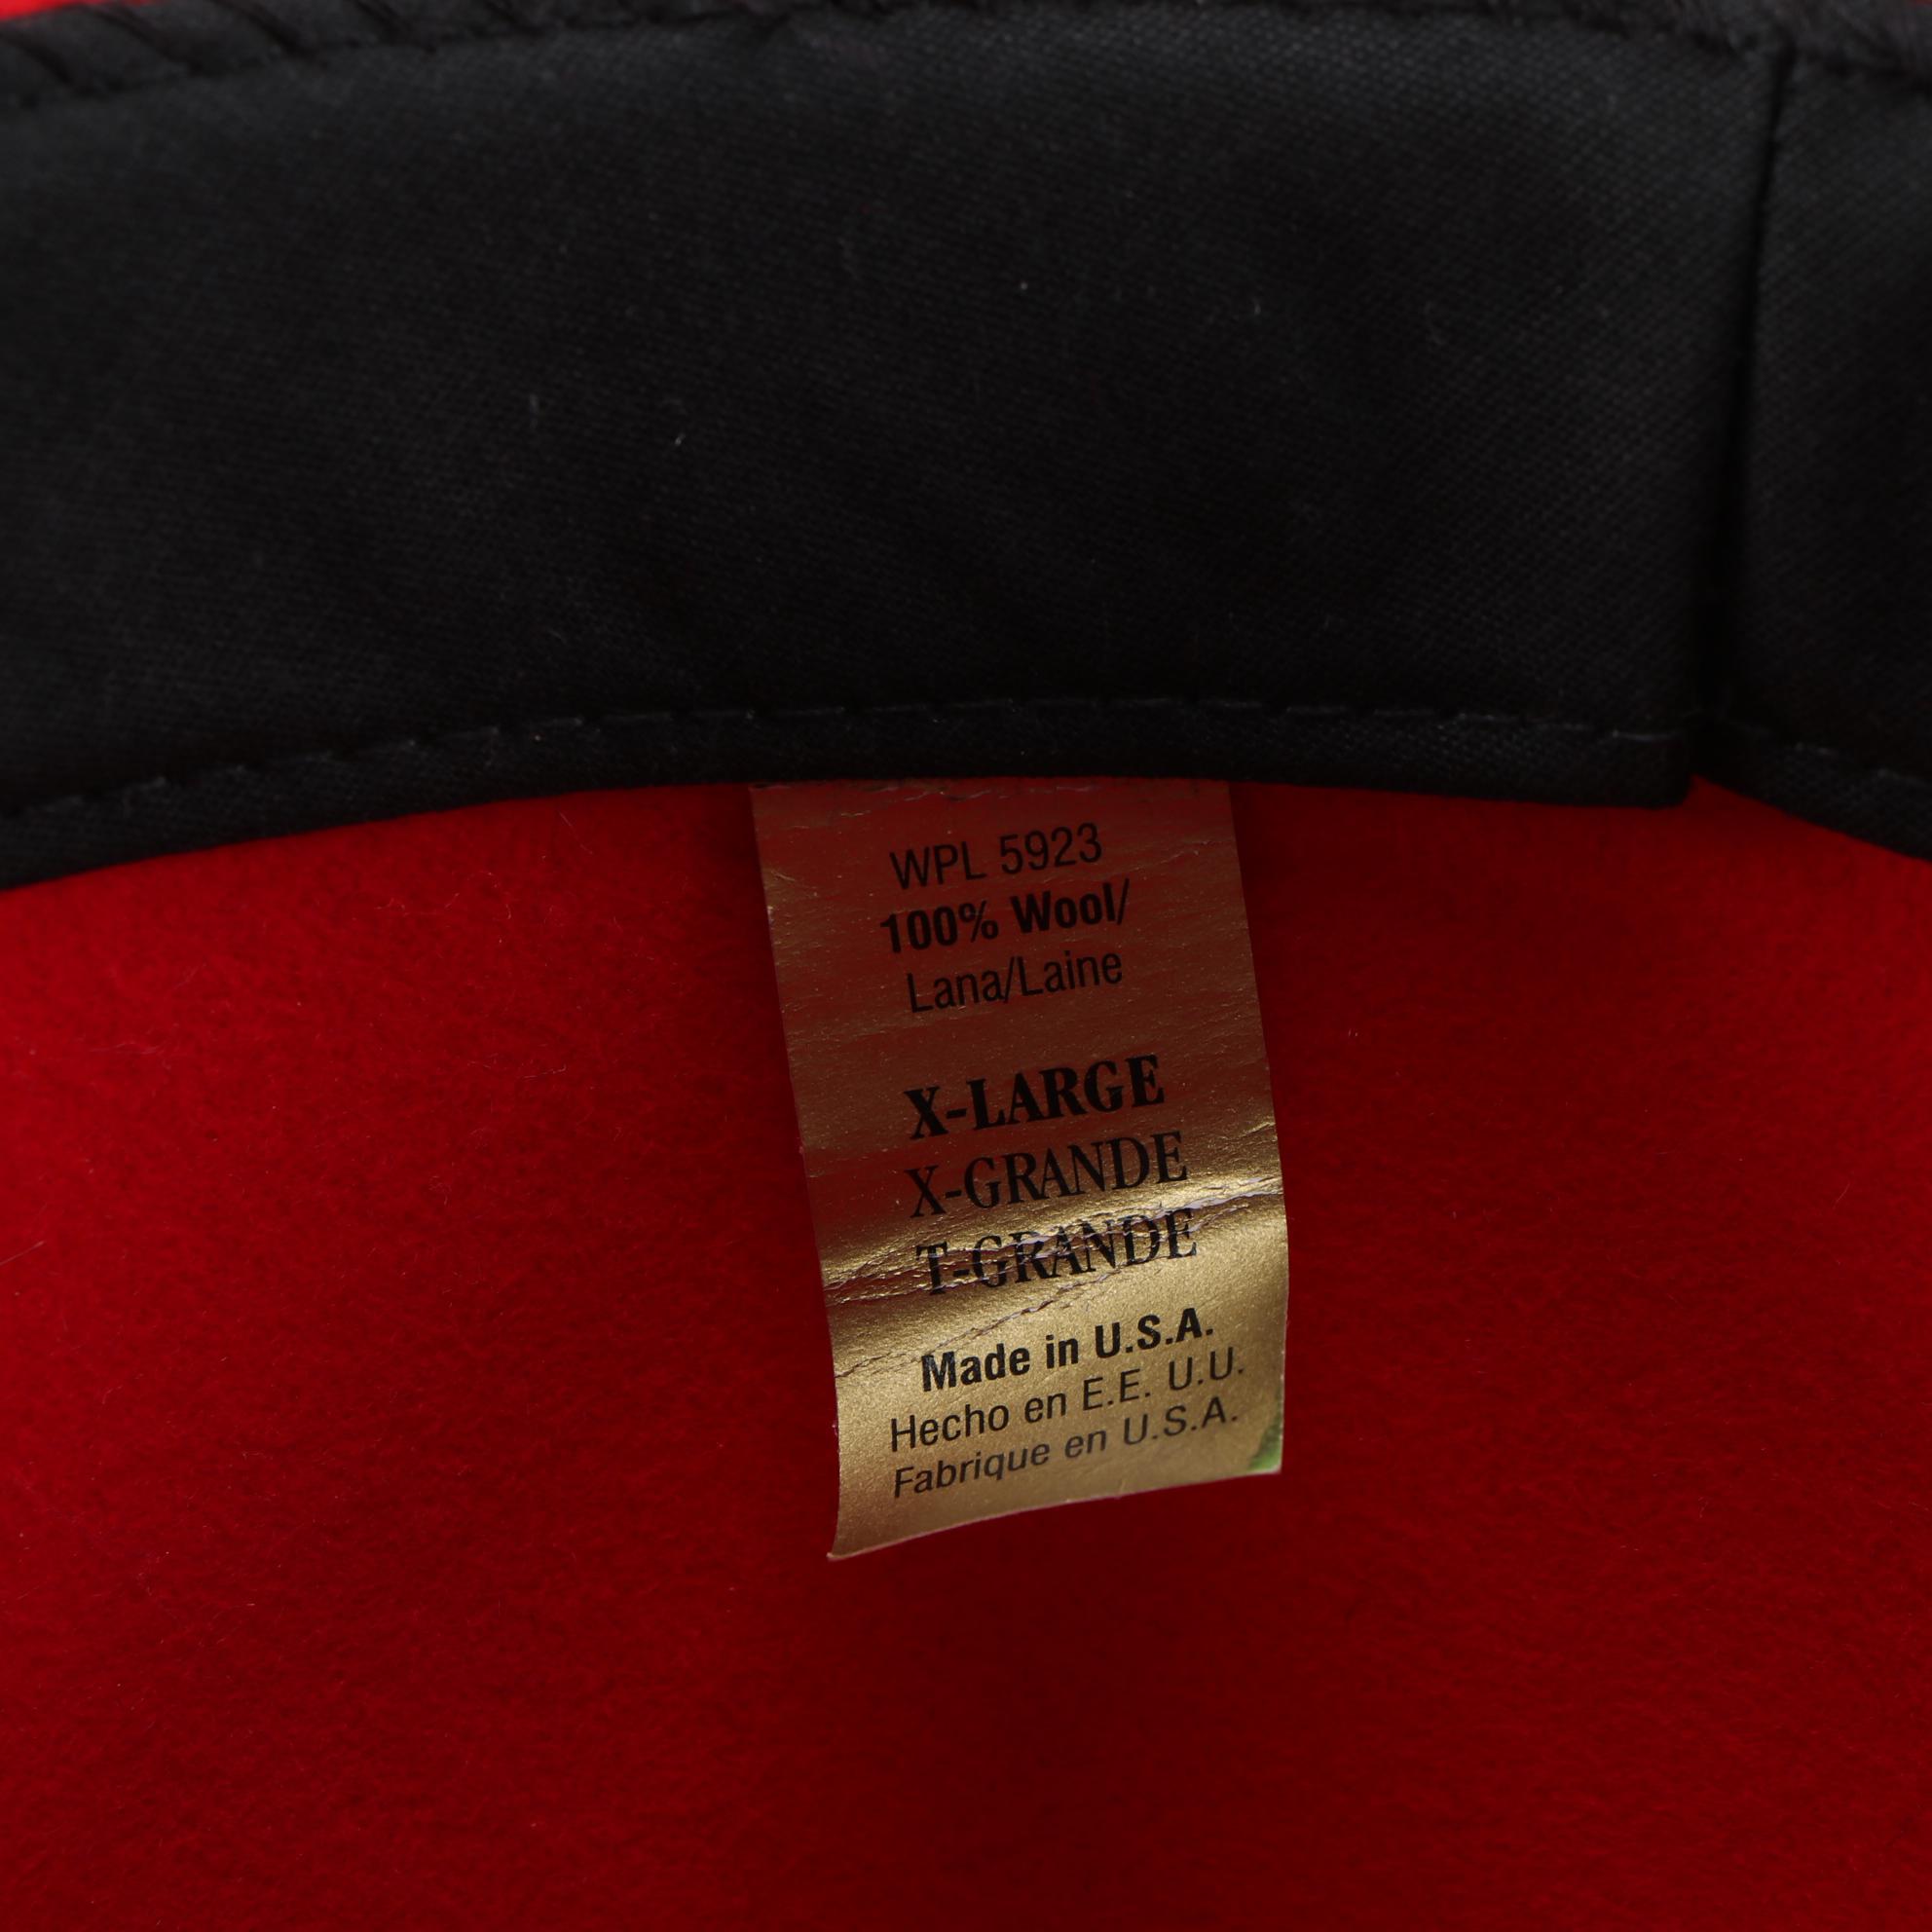 WPL 5923
100% Wool/
Lana/Laine
X-LARGE
X-GRANDE
T-GRANDE
Made in U.S.A.
Hecho en E.E. U.U.
Fabrique en U.S.A.